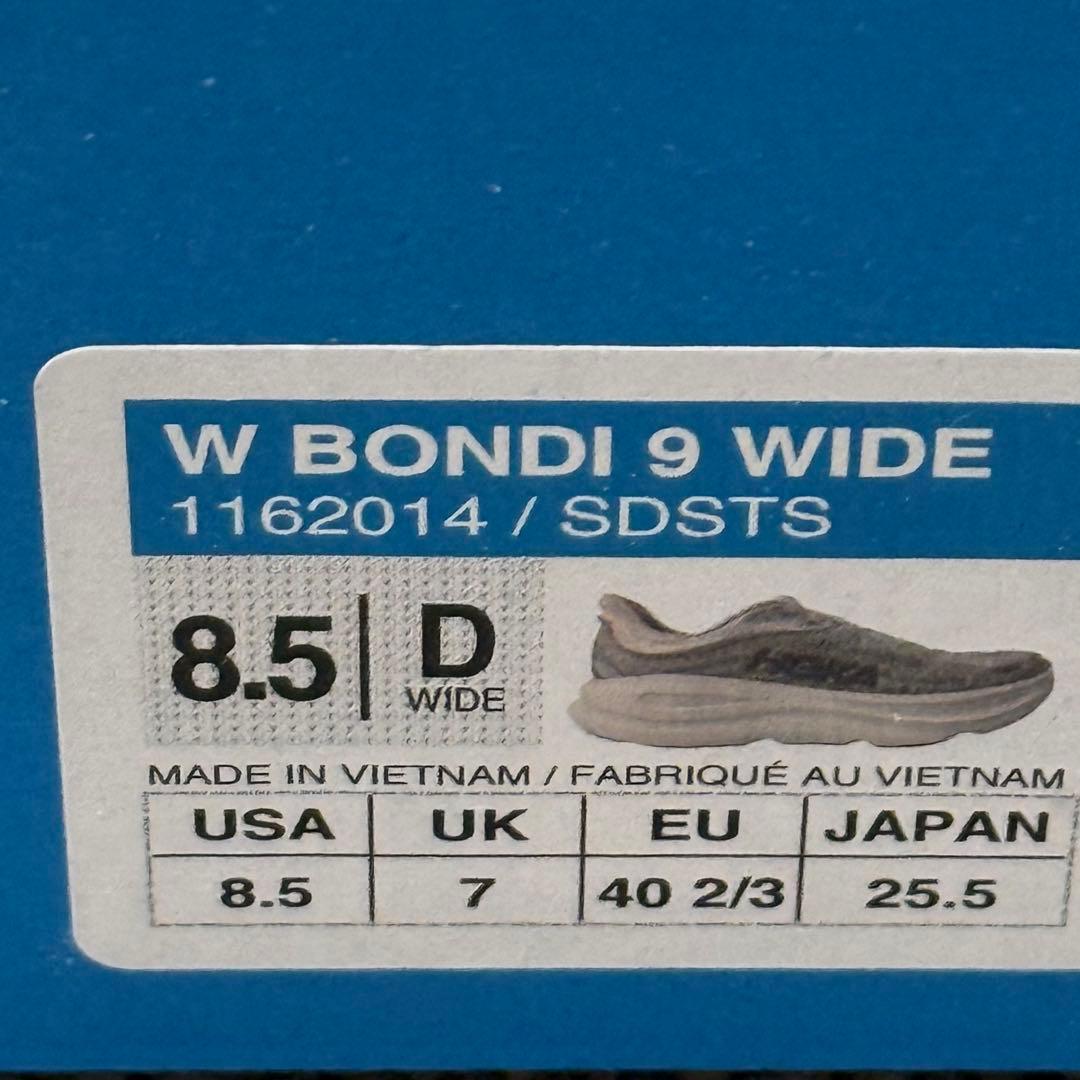 W BONDI 9 WIDE
1162014 / SDSTS
8.5 | D
WIDE
MADE IN VIETNAM / FABRIQUÉ AU VIETNAM
USA UK EU JAPAN
8.5 7 40 2/3 25.5